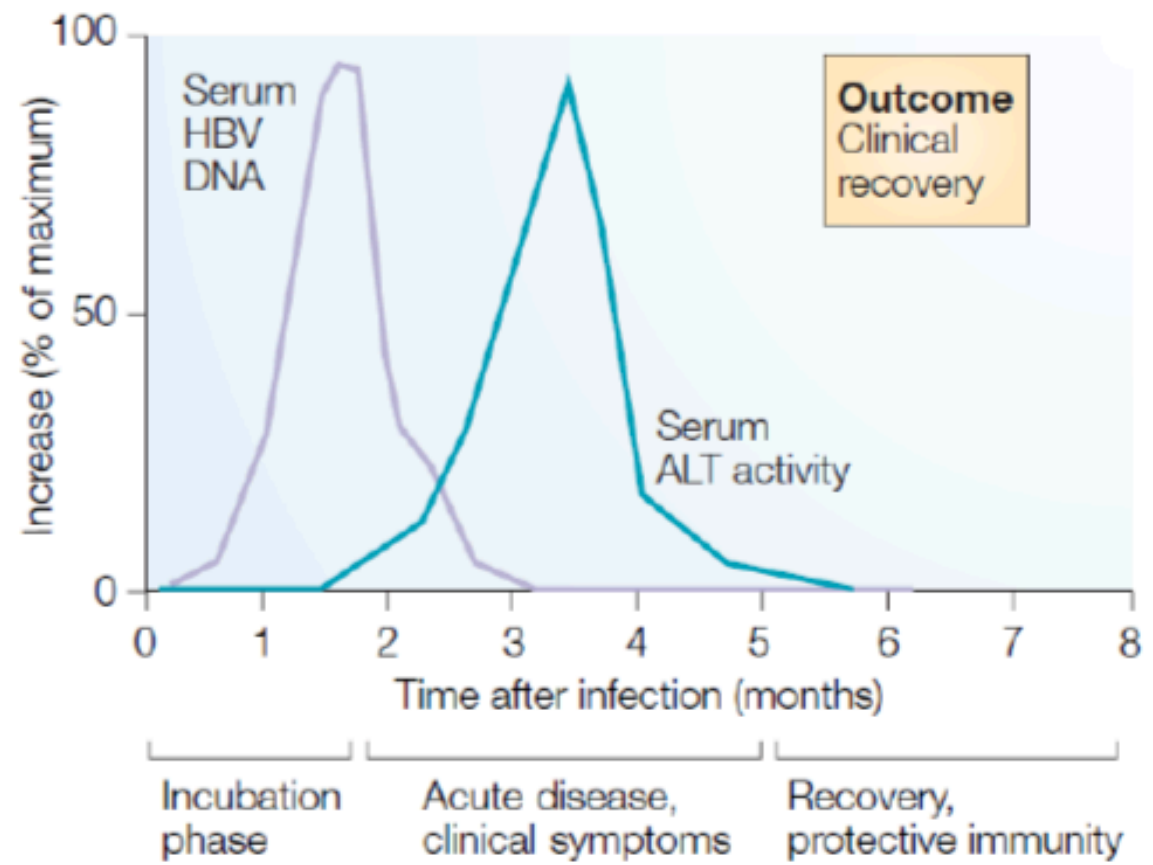 100
50
0
Increase (% of maximum)
Serum
HBV
DNA
Outcome
Clinical
recovery
Serum
ALT activity
0 1 2 3 4 5 6 7 8
Time after infection (months)
Incubation
phase
Acute disease,
clinical symptoms
Recovery,
protective immunity